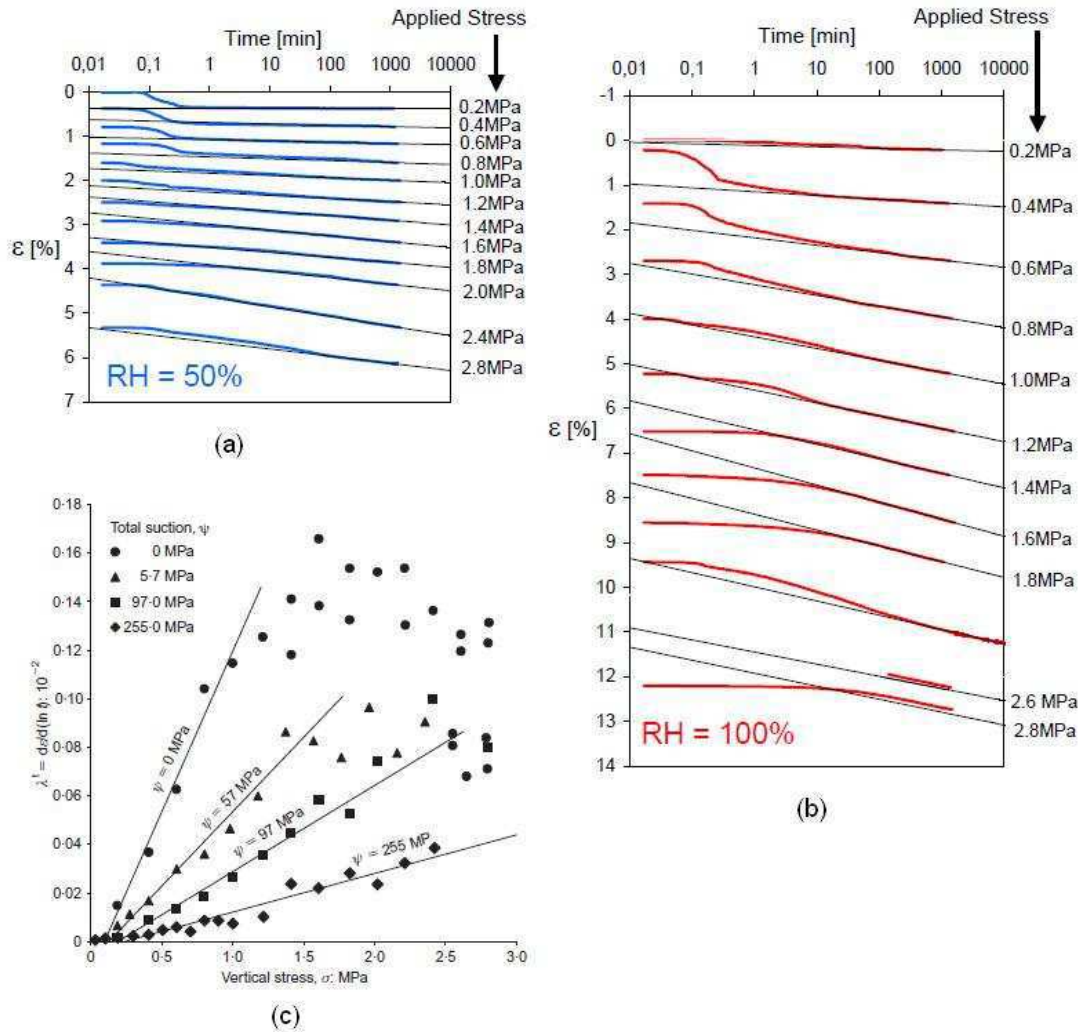 Applied Stress
Time [min]
0,01 0,1 1 10 100 1000 10000
0
1
2
3
4
5
6
7
ε [%]
0.2MPa
0.4MPa
0.6MPa
0.8MPa
1.0MPa
1.2MPa
1.4MPa
1.6MPa
1.8MPa
2.0MPa
2.4MPa
2.8MPa
RH = 50%
(a)
Applied Stress
Time [min]
0,01 0,1 1 10 100 1000 10000
-1
0
1
2
3
4
5
6
7
8
9
10
11
12
13
14
ε [%]
0.2MPa
0.4MPa
0.6MPa
0.8MPa
1.0MPa
1.2MPa
1.4MPa
1.6MPa
1.8MPa
2.6 MPa
2.8MPa
RH = 100%
(b)
0·18
0·16
0·14
0·12
0·10
0·08
0·06
0·04
0·02
0
λᵗ = dε/d(ln t): 10⁻²
Total suction, ψ
0 MPa
5·7 MPa
97·0 MPa
255·0 MPa
ψ = 0 MPa
ψ = 57 MPa
ψ = 97 MPa
ψ = 255 MP
0 0·5 1·0 1·5 2·0 2·5 3·0
Vertical stress, σ: MPa
(c)